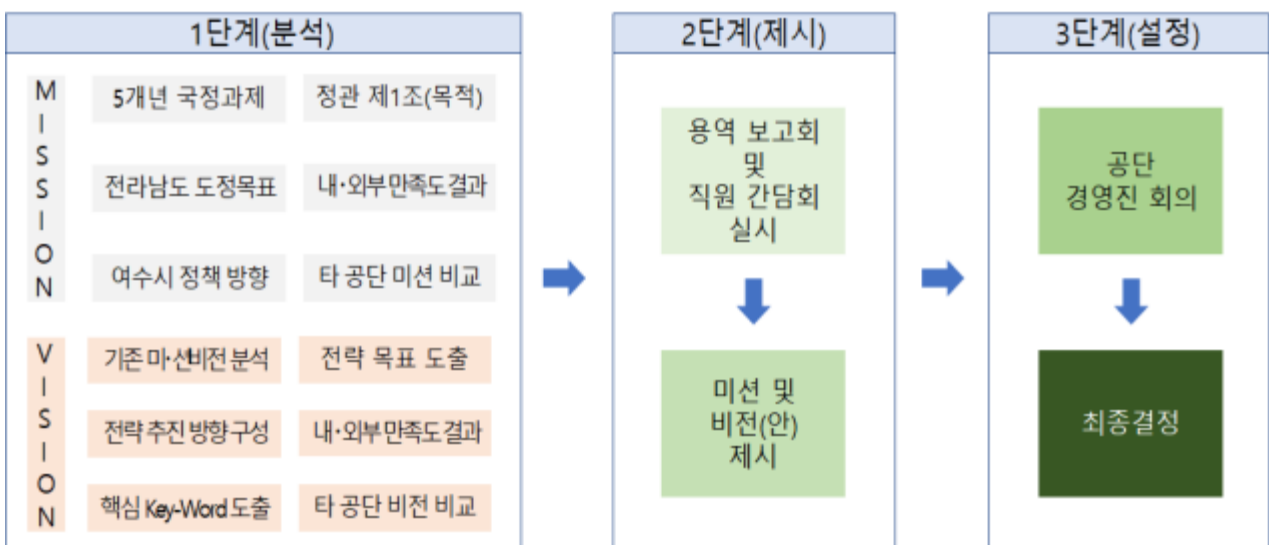 1단계(분석)
MISSION
5개년 국정과제
정관 제1조(목적)
전라남도 도정목표
내·외부만족도결과
여수시 정책 방향
타 공단 미션 비교
VISION
기존 미·션비전 분석
전략 목표 도출
전략 추진 방향 구성
내·외부만족도결과
핵심 Key-Word 도출
타 공단 비전 비교
2단계(제시)
용역 보고회
및
직원 간담회
실시
미션 및
비전(안)
제시
3단계(설정)
공단
경영진 회의
최종결정